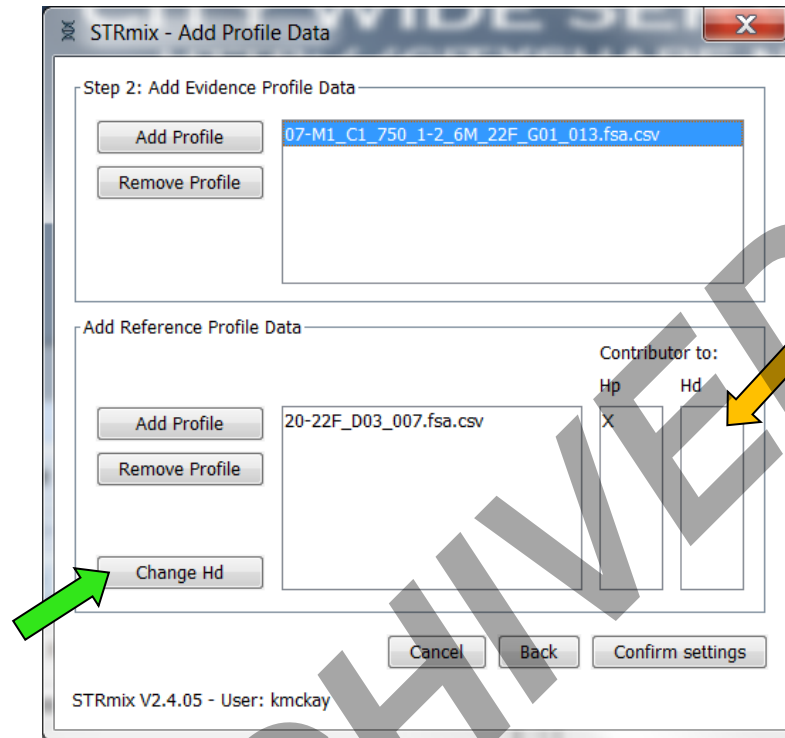 STRmix - Add Profile Data
X
Step 2: Add Evidence Profile Data
Add Profile
07-M1_C1_750_1-2_6M_22F_G01_013.fsa.csv
Remove Profile
Add Reference Profile Data
Contributor to:
Hp Hd
Add Profile
20-22F_D03_007.fsa.csv
X
Remove Profile
Change Hd
Cancel
Back
Confirm settings
STRmix V2.4.05 - User: kmckay